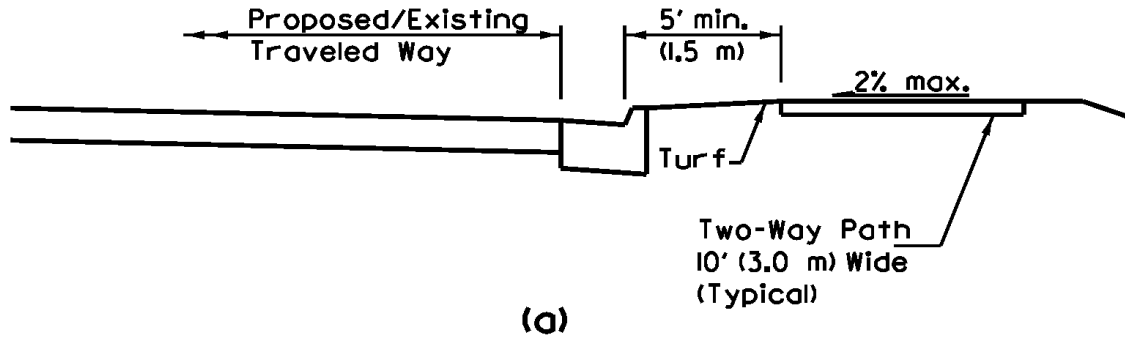 Proposed/Existing
Traveled Way
5' min.
(1.5 m)
2% max.
Turf
Two-Way Path
10' (3.0 m) Wide
(Typical)
(a)